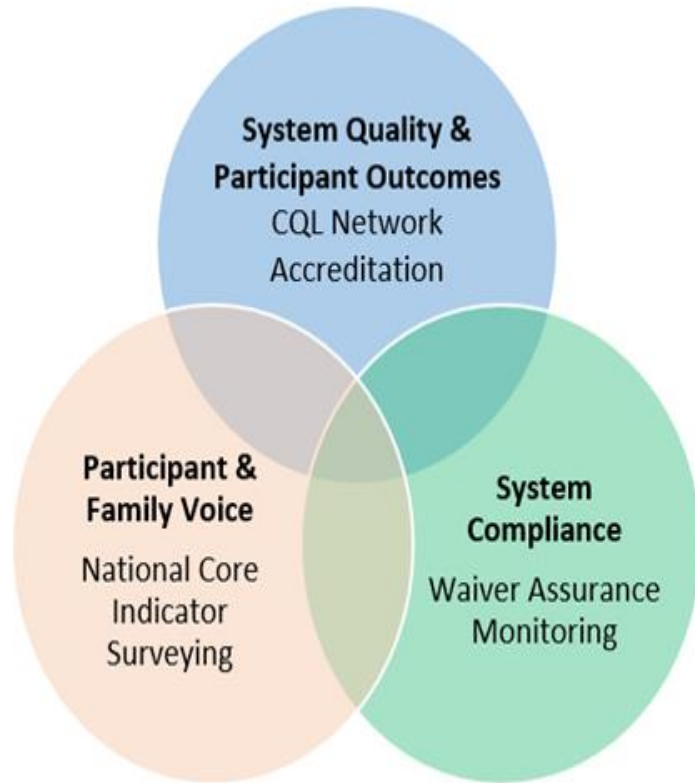 System Quality &
Participant Outcomes
CQL Network
Accreditation
Participant &
Family Voice
National Core
Indicator
Surveying
System
Compliance
Waiver Assurance
Monitoring